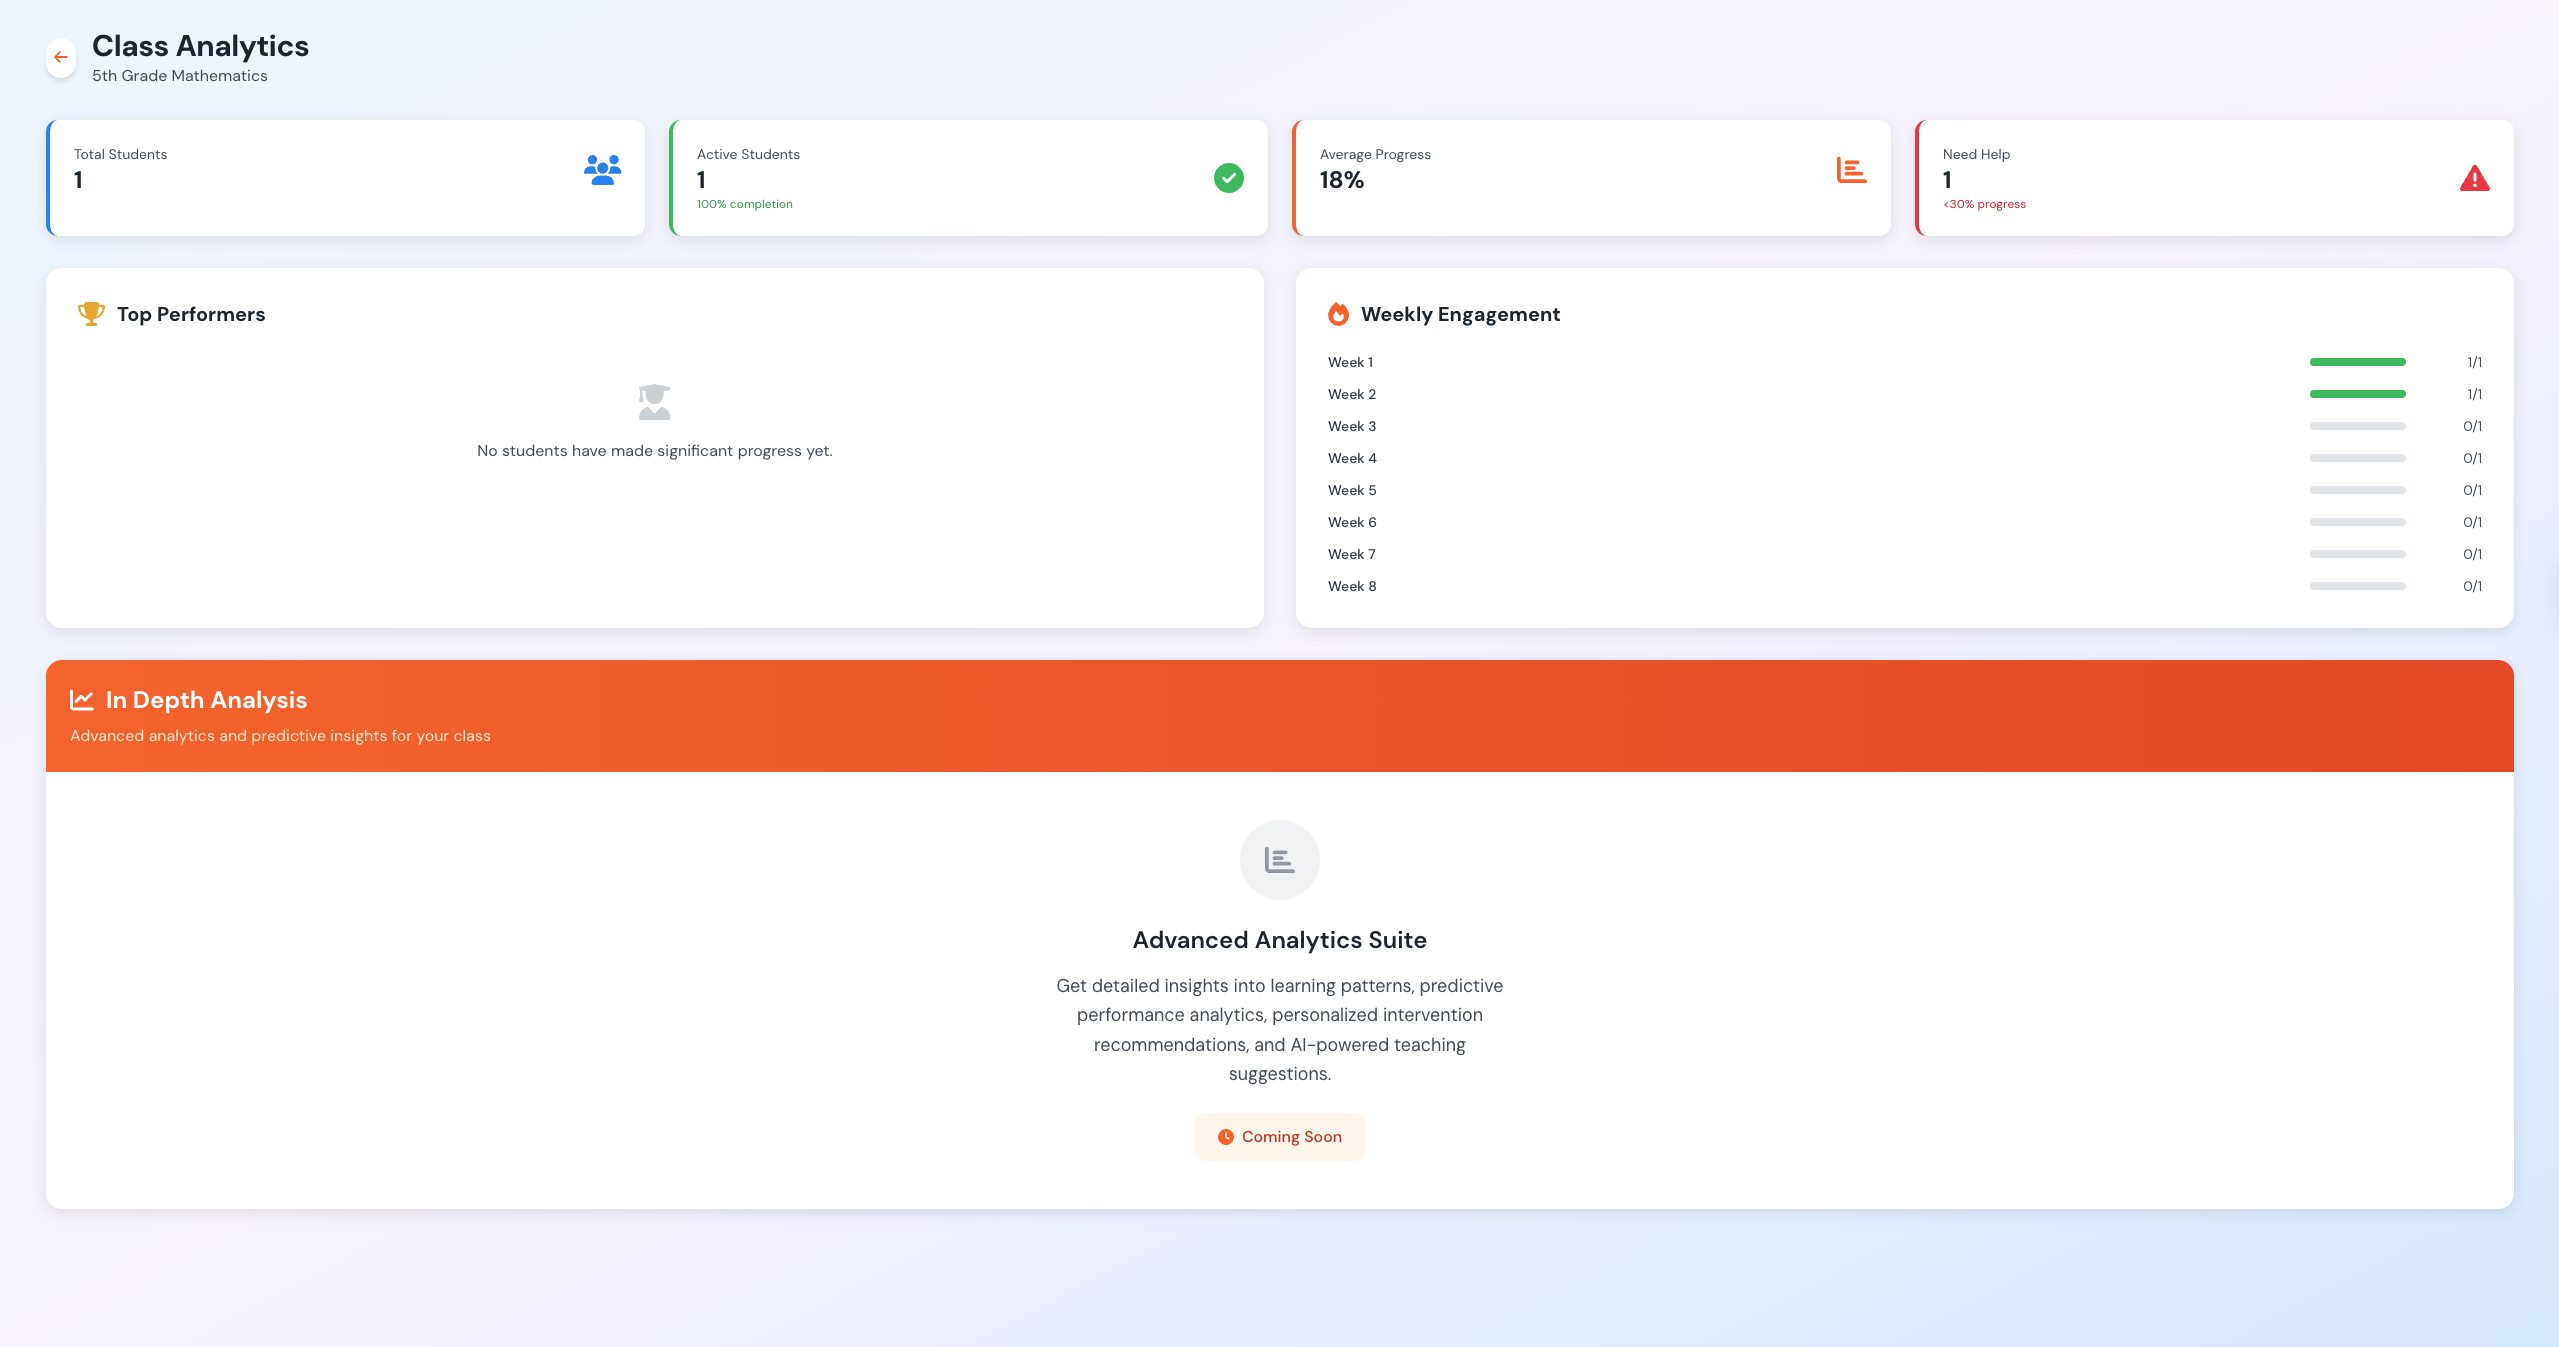 Class Analytics
5th Grade Mathematics
Total Students
1
Active Students
1
100% completion
Average Progress
18%
Need Help
1
<30% progress
Top Performers
No students have made significant progress yet.
Weekly Engagement
Week 1 1/1
Week 2 1/1
Week 3 0/1
Week 4 0/1
Week 5 0/1
Week 6 0/1
Week 7 0/1
Week 8 0/1
In Depth Analysis
Advanced analytics and predictive insights for your class
Advanced Analytics Suite
Get detailed insights into learning patterns, predictive
performance analytics, personalized intervention
recommendations, and AI-powered teaching
suggestions.
Coming Soon